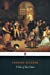 CHARLES DICKENS
A Tale of Two Cities